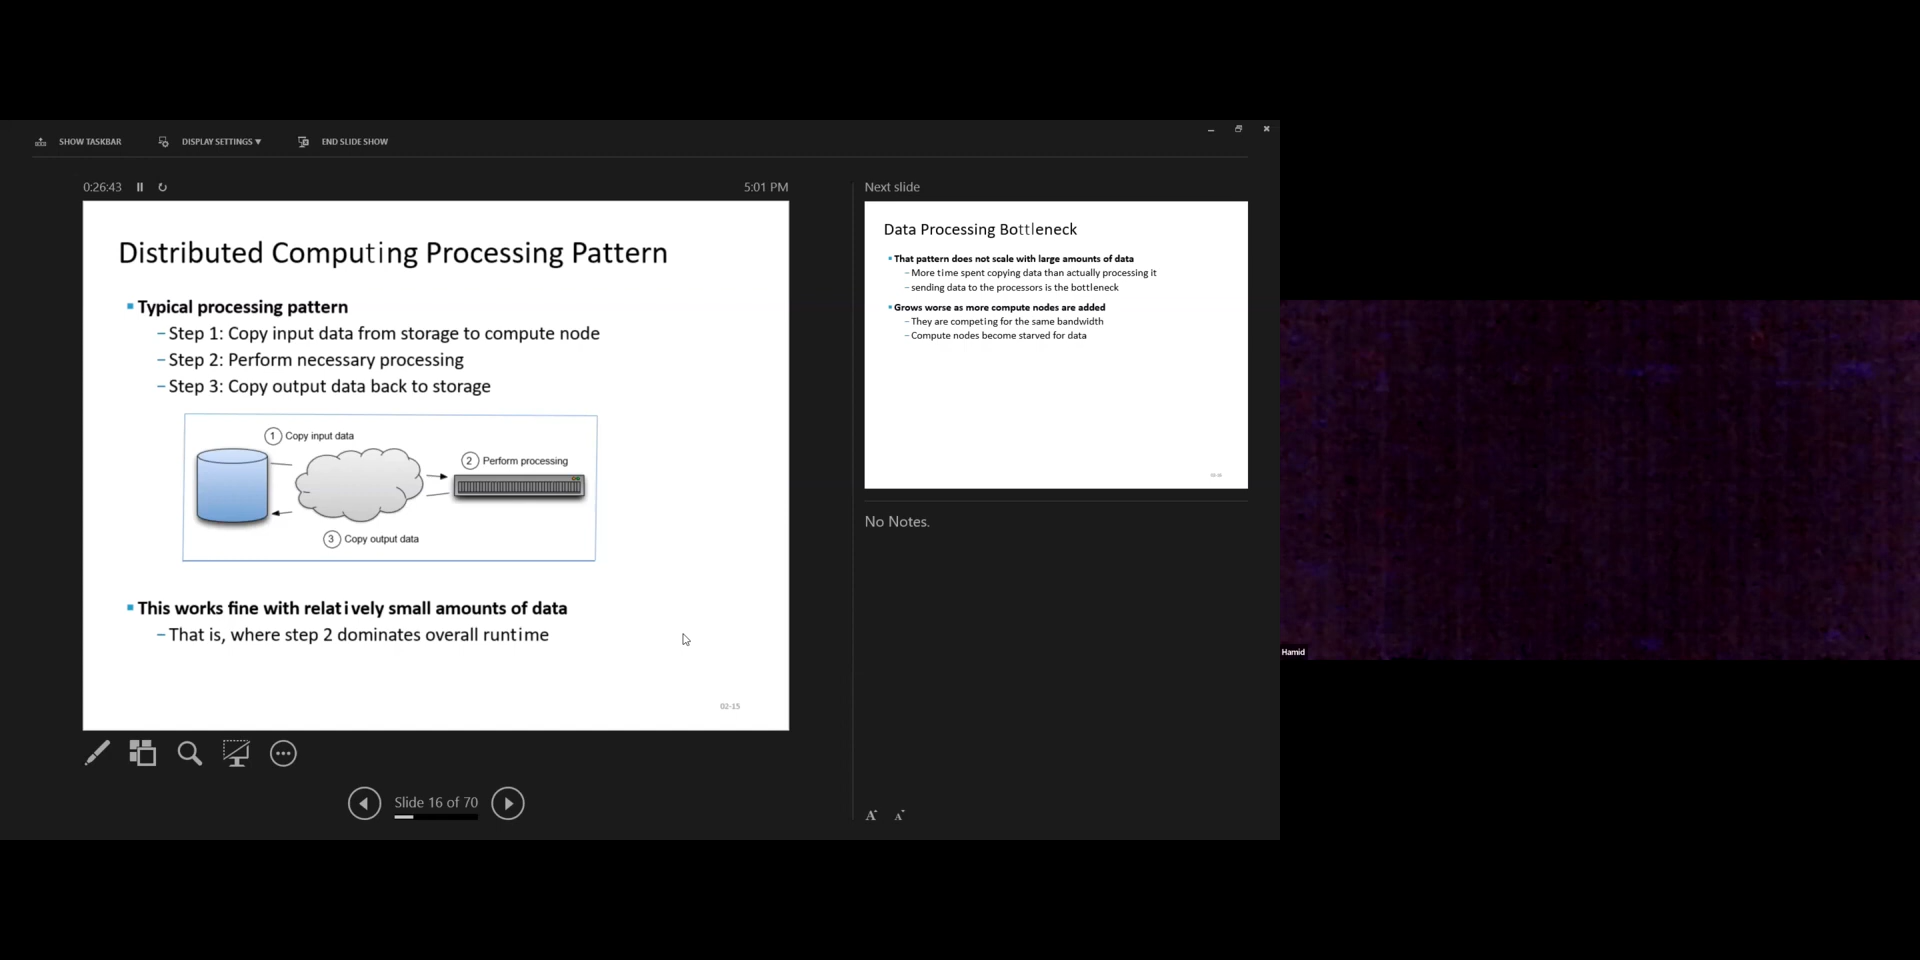 SHOW TASKBAR
DISPLAY SETTINGS ▼
END SLIDE SHOW
0:26:43
5:01 PM
Distributed Computing Processing Pattern
▪ Typical processing pattern
– Step 1: Copy input data from storage to compute node
– Step 2: Perform necessary processing
– Step 3: Copy output data back to storage
1 Copy input data
2 Perform processing
3 Copy output data
▪ This works fine with relatively small amounts of data
– That is, where step 2 dominates overall runtime
02-15
Slide 16 of 70
Next slide
Data Processing Bottleneck
▪ That pattern does not scale with large amounts of data
– More time spent copying data than actually processing it
– sending data to the processors is the bottleneck
▪ Grows worse as more compute nodes are added
– They are competing for the same bandwidth
– Compute nodes become starved for data
No Notes.
A A
Hamid